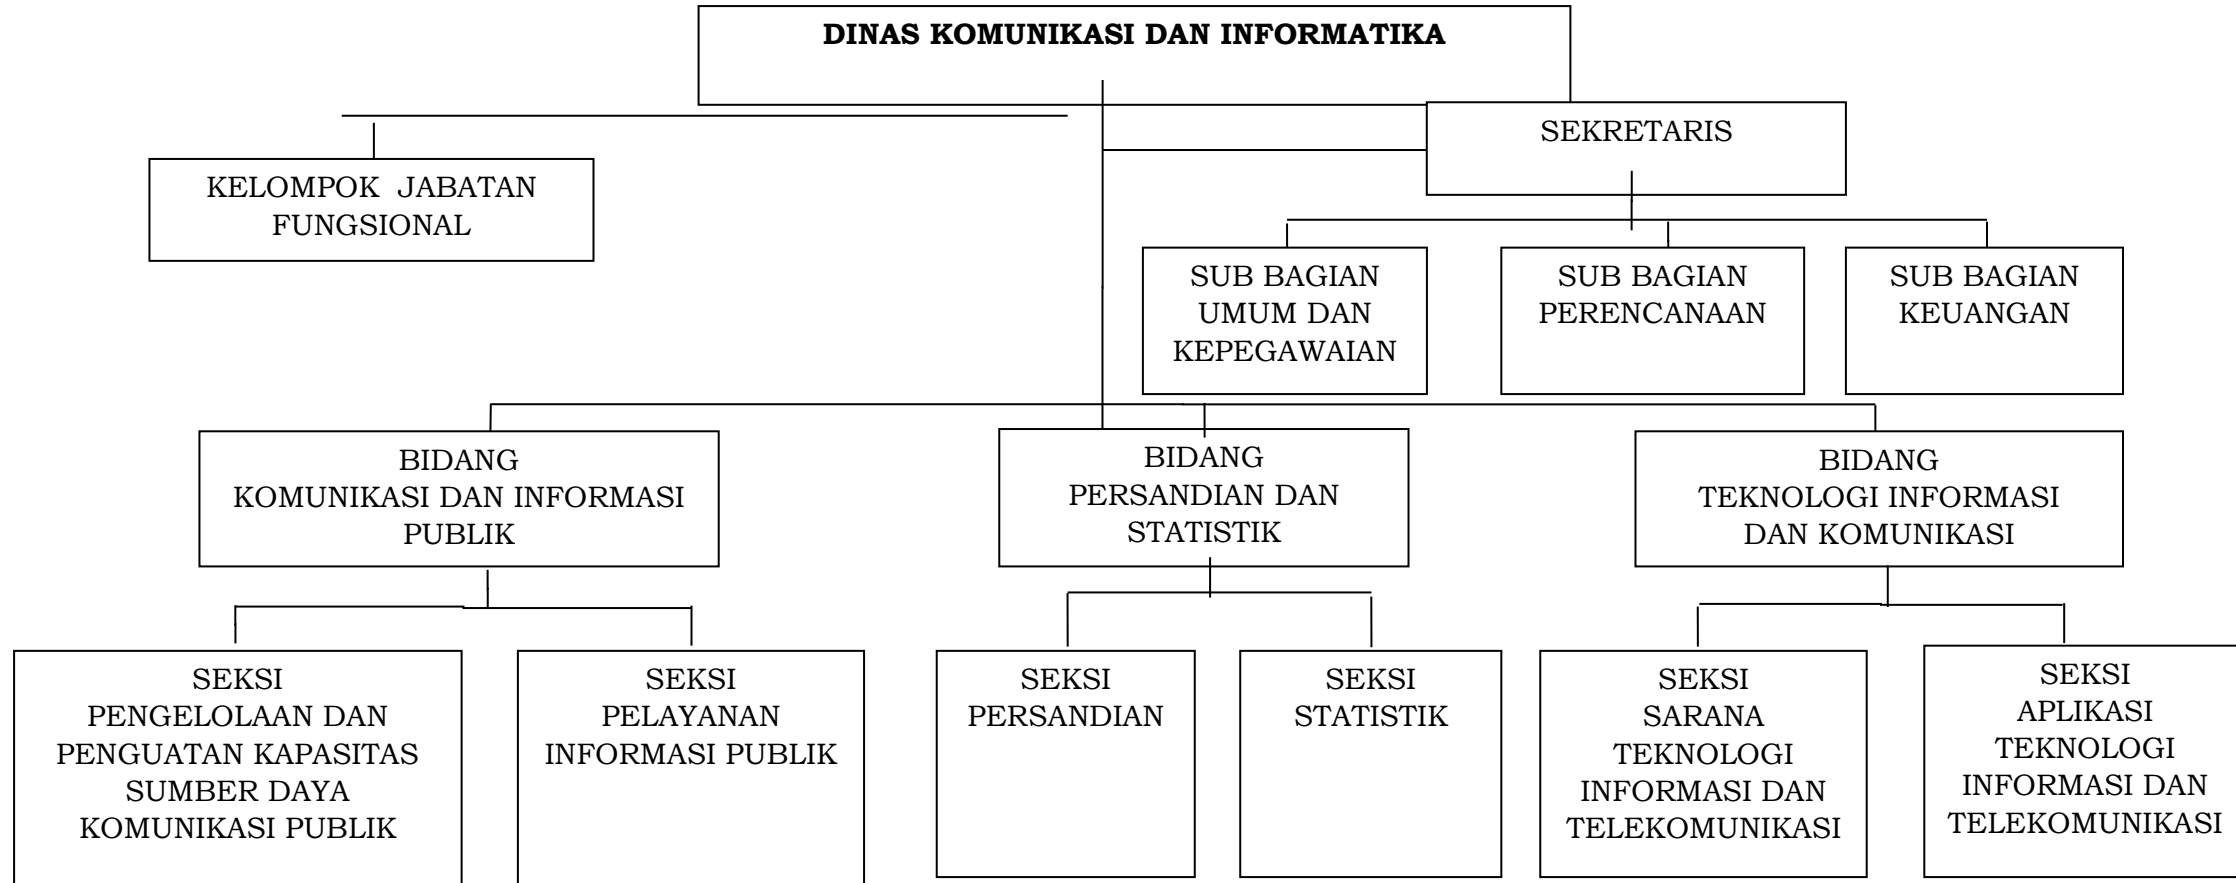 DINAS KOMUNIKASI DAN INFORMATIKA
SEKRETARIS
KELOMPOK JABATAN
FUNGSIONAL
SUB BAGIAN
UMUM DAN
KEPEGAWAIAN
SUB BAGIAN
PERENCANAAN
SUB BAGIAN
KEUANGAN
BIDANG
KOMUNIKASI DAN INFORMASI
PUBLIK
BIDANG
PERSANDIAN DAN
STATISTIK
BIDANG
TEKNOLOGI INFORMASI
DAN KOMUNIKASI
SEKSI
PENGELOLAAN DAN
PENGUATAN KAPASITAS
SUMBER DAYA
KOMUNIKASI PUBLIK
SEKSI
PELAYANAN
INFORMASI PUBLIK
SEKSI
PERSANDIAN
SEKSI
STATISTIK
SEKSI
SARANA
TEKNOLOGI
INFORMASI DAN
TELEKOMUNIKASI
SEKSI
APLIKASI
TEKNOLOGI
INFORMASI DAN
TELEKOMUNIKASI